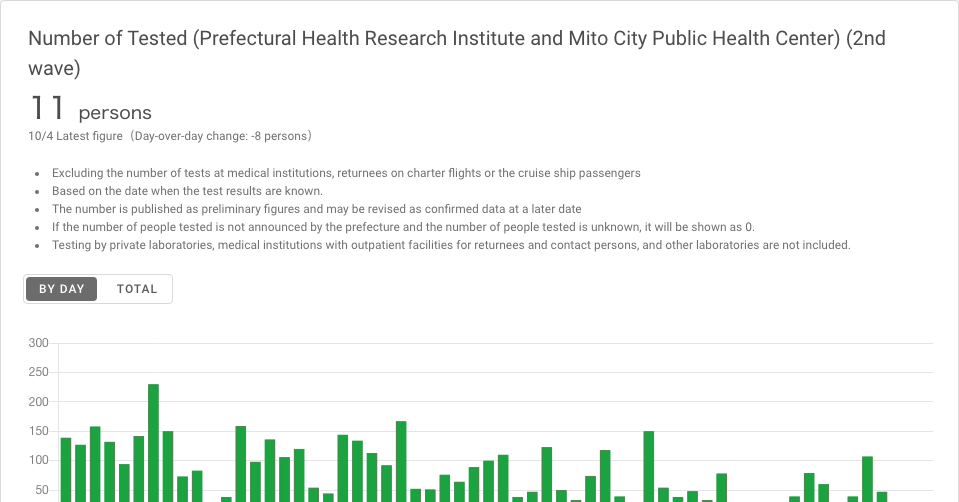 Number of Tested (Prefectural Health Research Institute and Mito City Public Health Center) (2nd
wave)
11 persons
10/4 Latest figure（Day-over-day change: -8 persons）
Excluding the number of tests at medical institutions, returnees on charter flights or the cruise ship passengers
Based on the date when the test results are known.
The number is published as preliminary figures and may be revised as confirmed data at a later date
If the number of people tested is not announced by the prefecture and the number of people tested is unknown, it will be shown as 0.
Testing by private laboratories, medical institutions with outpatient facilities for returnees and contact persons, and other laboratories are not included.
BY DAY TOTAL
300
250
200
150
100
50